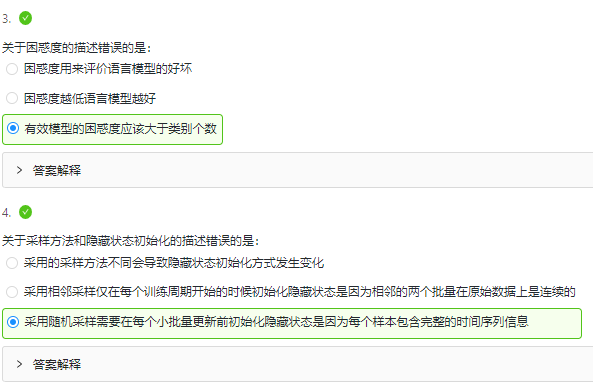 3.
关于困惑度的描述错误的是：
困惑度用来评价语言模型的好坏
困惑度越低语言模型越好
有效模型的困惑度应该大于类别个数
答案解释
4.
关于采样方法和隐藏状态初始化的描述错误的是：
采用的采样方法不同会导致隐藏状态初始化方式发生变化
采用相邻采样仅在每个训练周期开始的时候初始化隐藏状态是因为相邻的两个批量在原始数据上是连续的
采用随机采样需要在每个小批量更新前初始化隐藏状态是因为每个样本包含完整的时间序列信息
答案解释